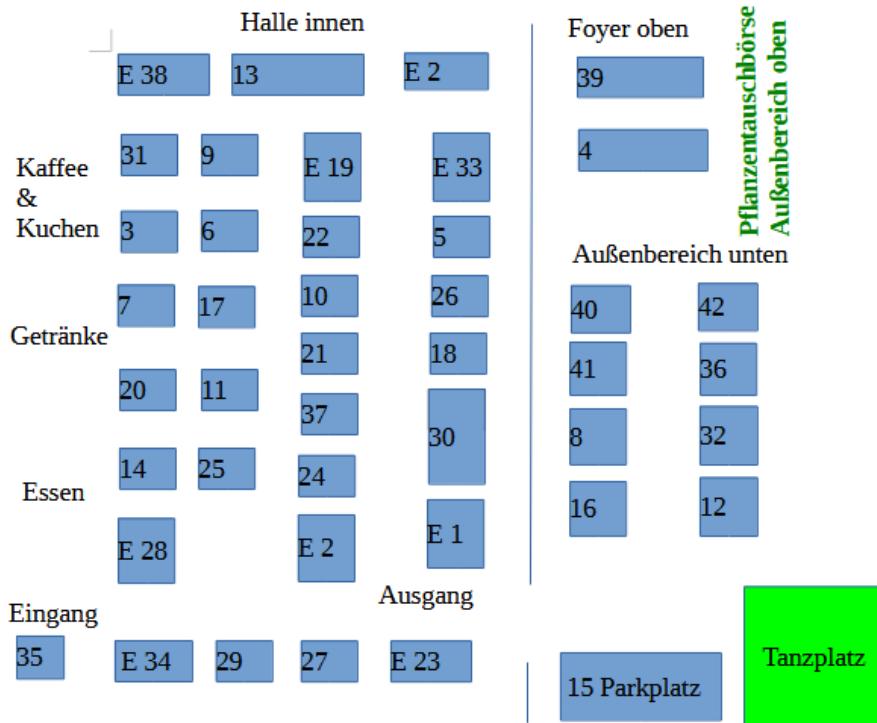 Halle innen
E 38
13
E 2
Kaffee
&
Kuchen
31
9
E 19
E 33
3
6
22
5
7
17
10
26
Getränke
21
18
20
11
37
30
14
25
24
Essen
E 28
E 2
E 1
Eingang
Ausgang
35
E 34
29
27
E 23
Foyer oben
39
4
Pflanzentauschbörse
Außenbereich oben
Außenbereich unten
40
42
41
36
8
32
16
12
15 Parkplatz
Tanzplatz